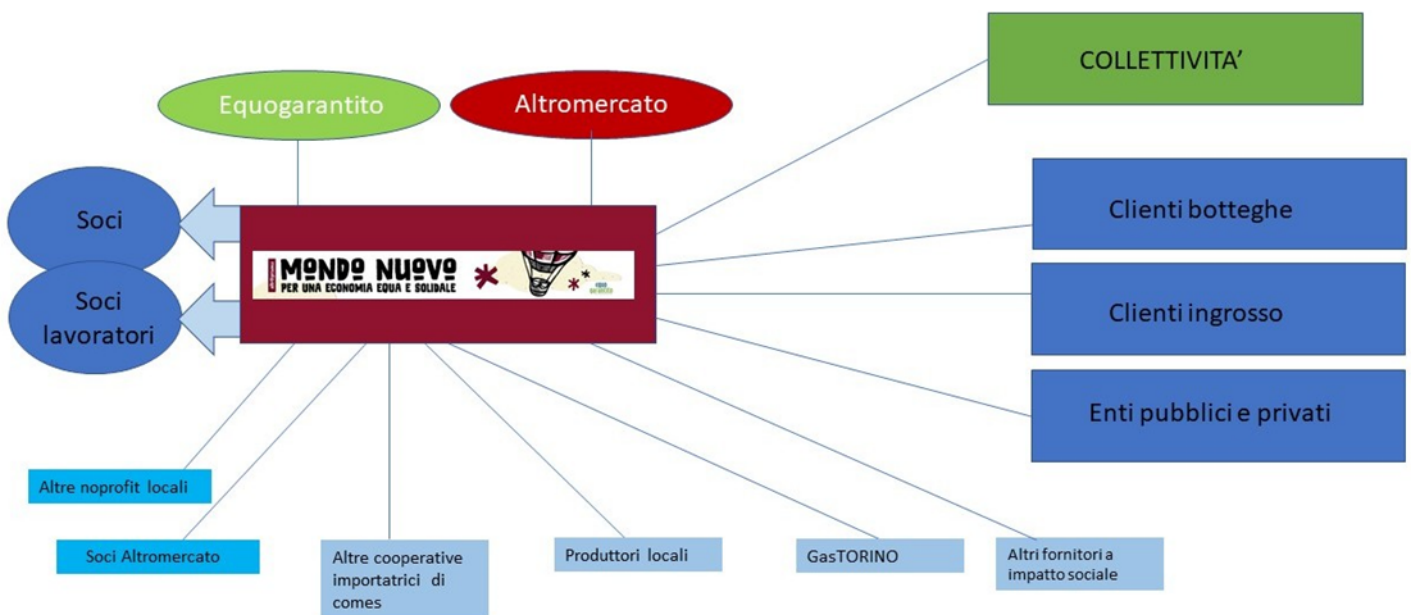 COLLETTIVITA’
Equogarantito
Altromercato
Soci
Clienti botteghe
MONDO NUOVO
PER UNA ECONOMIA EQUA E SOLIDALE
Soci
lavoratori
Clienti ingrosso
Enti pubblici e privati
Altre noprofit locali
Soci Altromercato
Altre cooperative
importatrici di
comes
Produttori locali
GasTORINO
Altri fornitori a
impatto sociale